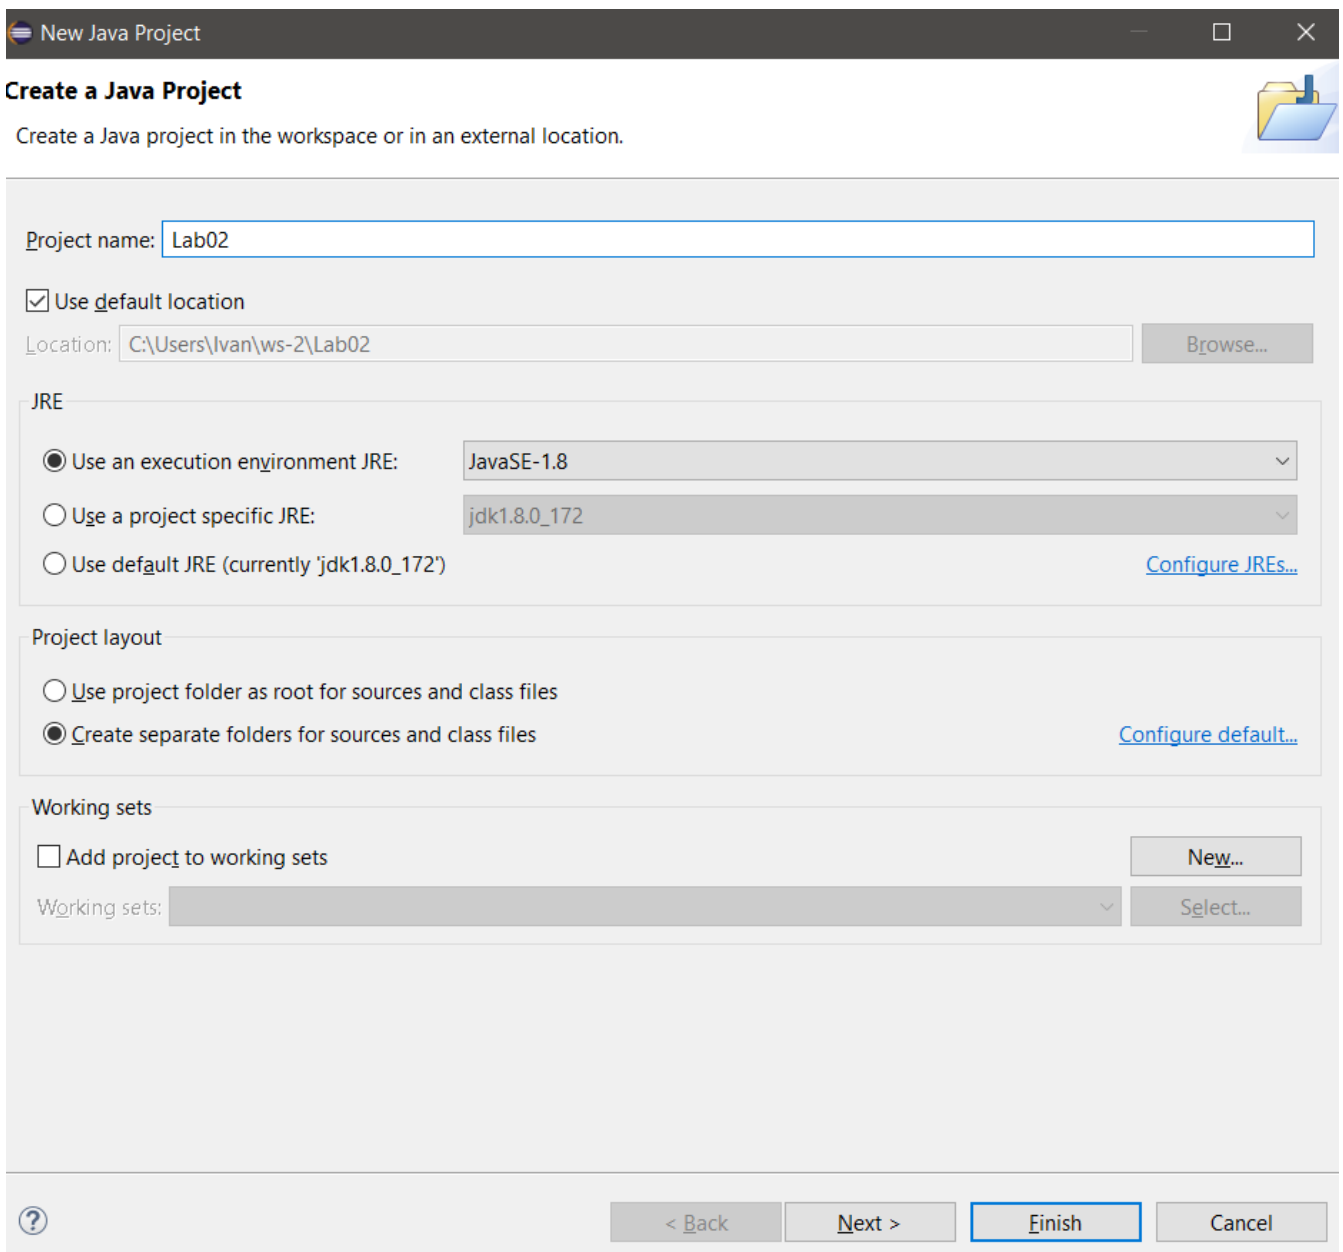 New Java Project
Create a Java Project
Create a Java project in the workspace or in an external location.
Project name: Lab02
Use default location
Location: C:\Users\Ivan\ws-2\Lab02 Browse...
JRE
Use an execution environment JRE: JavaSE-1.8
Use a project specific JRE: jdk1.8.0_172
Use default JRE (currently 'jdk1.8.0_172') Configure JREs...
Project layout
Use project folder as root for sources and class files
Create separate folders for sources and class files Configure default...
Working sets
Add project to working sets New...
Working sets: Select...
? < Back Next > Finish Cancel